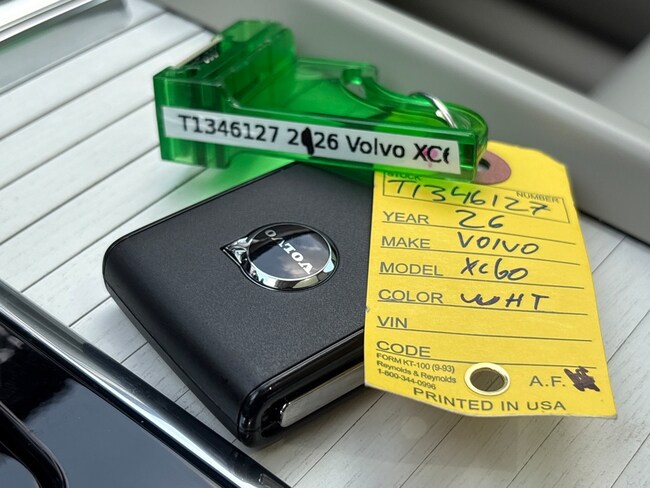 T1346127 2026 Volvo XC6
VOLVO
STOCK NUMBER
T1346127
YEAR 26
MAKE VOLVO
MODEL XC60
COLOR WHT
VIN
CODE
FORM KT-100 (9-93)
Reynolds & Reynolds
1-800-344-0996
A.F.
PRINTED IN USA